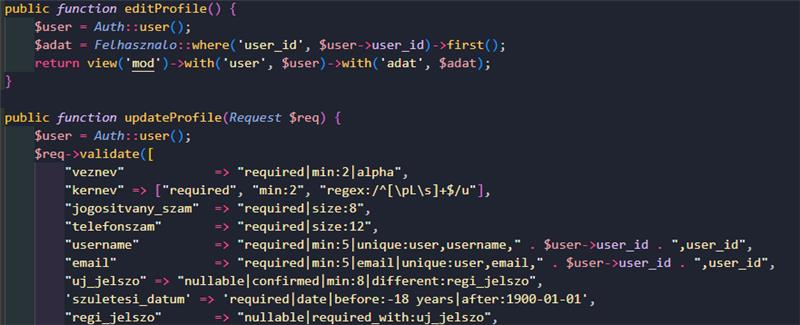 public function editProfile() {
    $user = Auth::user();
    $adat = Felhasznalo::where('user_id', $user->user_id)->first();
    return view('mod')->with('user', $user)->with('adat', $adat);
}

public function updateProfile(Request $req) {
    $user = Auth::user();
    $req->validate([
        "veznev"            => "required|min:2|alpha",
        "kernev" => ["required", "min:2", "regex:/^[\pL\s]+$/u"],
        "jogositvany_szam"  => "required|size:8",
        "telefonszam"       => "required|size:12",
        "username"          => "required|min:5|unique:user,username," . $user->user_id . ",user_id",
        "email"             => "required|min:5|email|unique:user,email," . $user->user_id . ",user_id",
        "uj_jelszo" => "nullable|confirmed|min:8|different:regi_jelszo",
        'szuletesi_datum' => 'required|date|before:-18 years|after:1900-01-01',
        "regi_jelszo"       => "nullable|required_with:uj_jelszo",